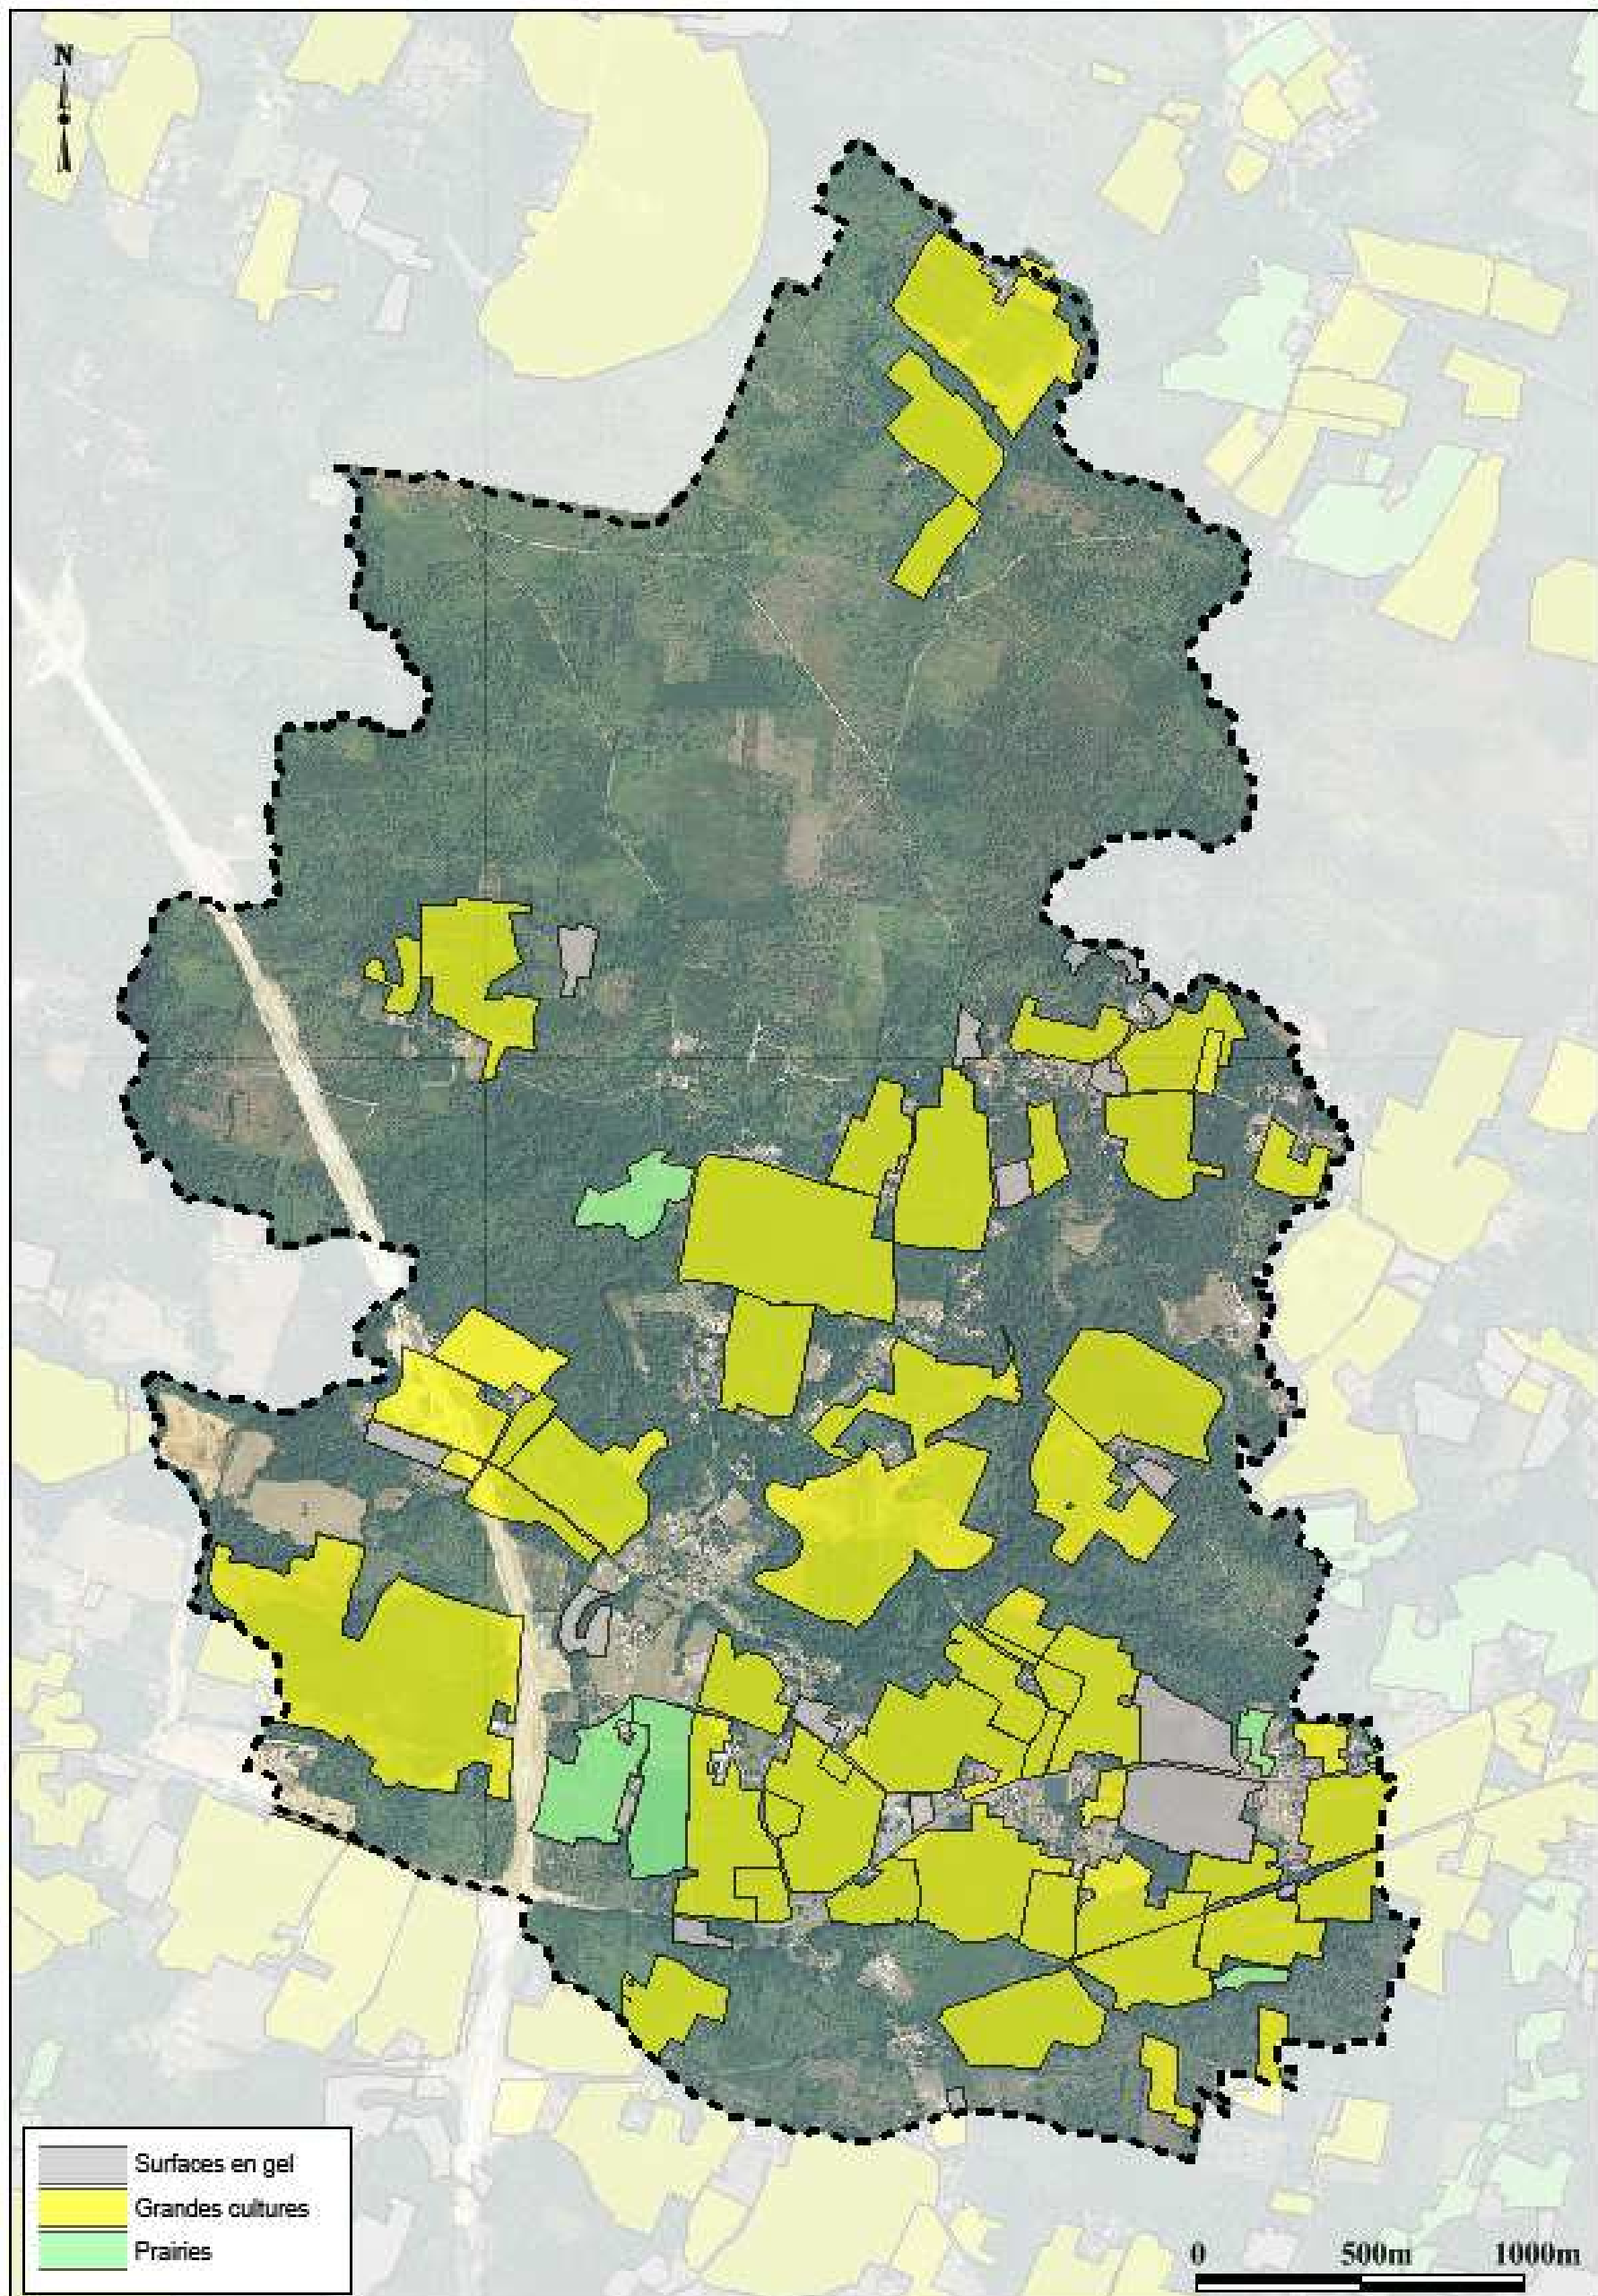 N
Surfaces en gel
Grandes cultures
Prairies
0 500m 1000m